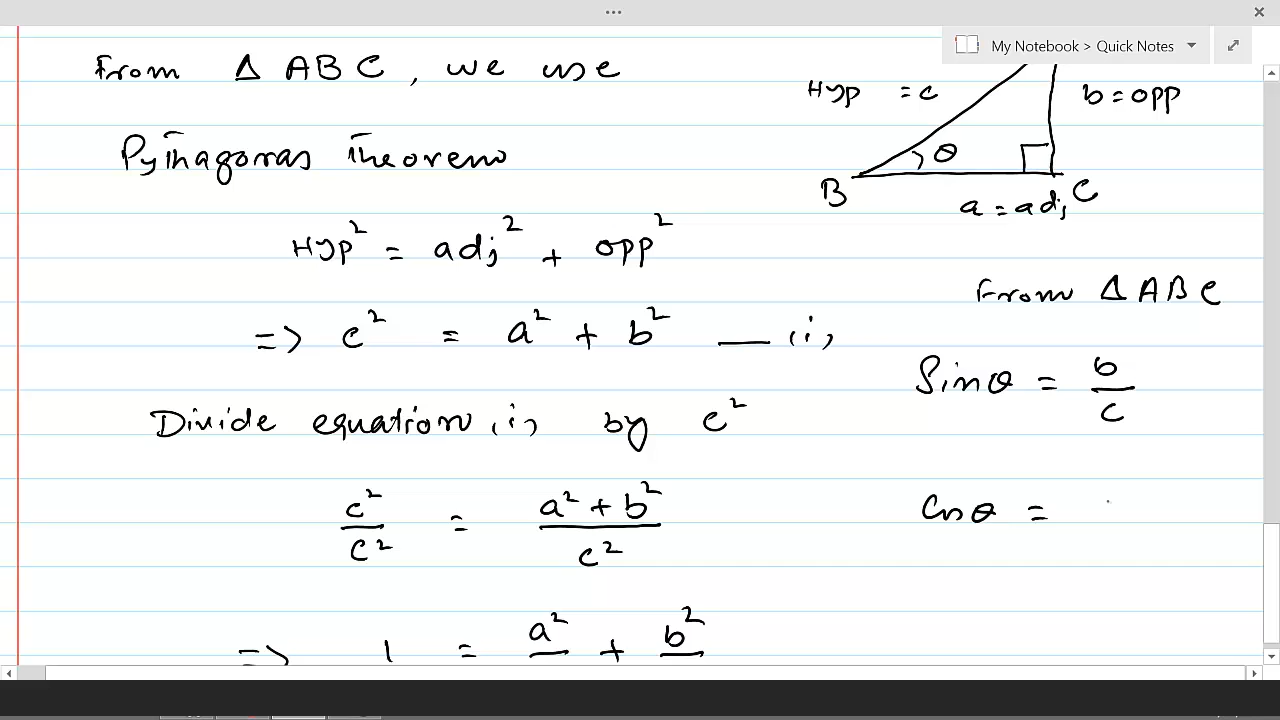 My Notebook > Quick Notes
From Δ ABC, we use
Pythagoras Theorem
Hyp² = adj² + opp²
=> c² = a² + b² — (i)
Divide equation (i) by c²
c²/c² = (a² + b²)/c²
=> 1 = a²/ + b²/
Hyp = c
b = opp
θ
B
C
a = adj
From Δ ABC
Sinθ = b/c
Cosθ =